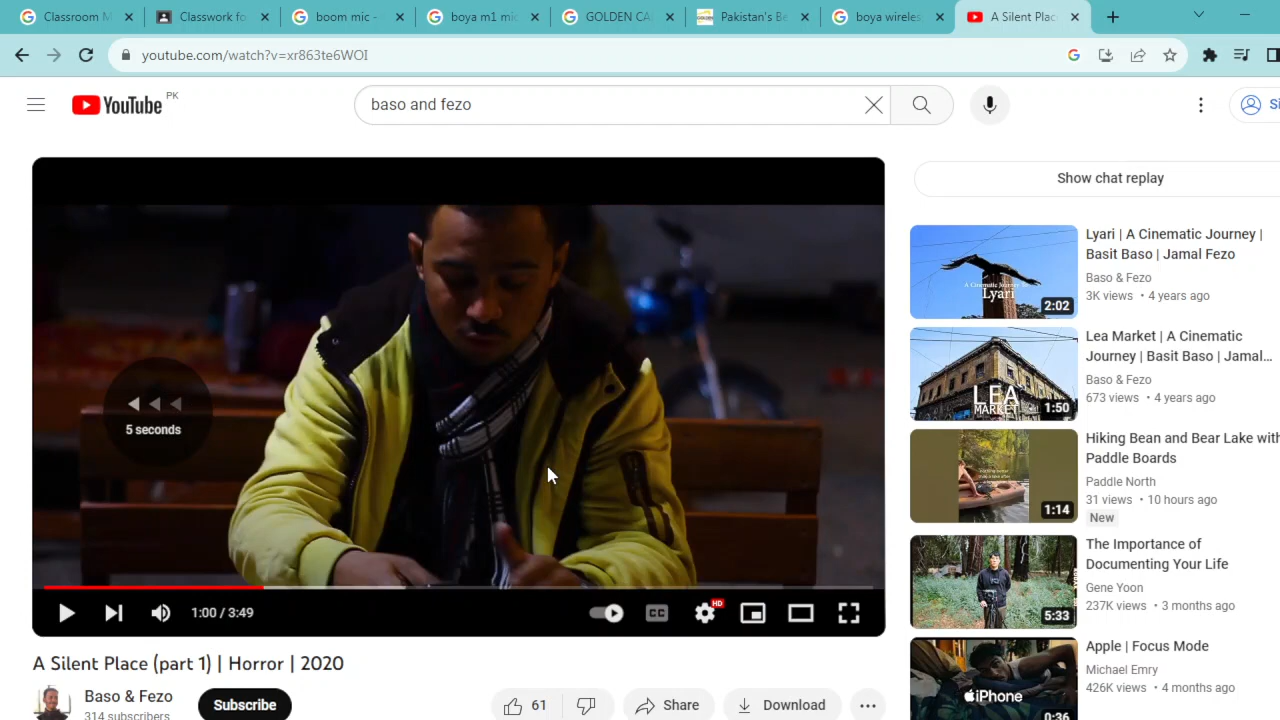 Classroom M
Classwork fo
boom mic -
boya m1 mic
GOLDEN CA
Pakistan's Be
boya wireles
A Silent Plac
youtube.com/watch?v=xr863te6WOI
YouTube PK
baso and fezo
Si
Show chat replay
5 seconds
1:00 / 3:49
CC
HD
A Silent Place (part 1) | Horror | 2020
Baso & Fezo
314 subscribers
Subscribe
61
Share
Download
A Cinematic Journey To
Lyari
2:02
Lyari | A Cinematic Journey |
Basit Baso | Jamal Fezo
Baso & Fezo
3K views • 4 years ago
LEA
MARKET
1:50
Lea Market | A Cinematic
Journey | Basit Baso | Jamal...
Baso & Fezo
673 views • 4 years ago
1:14
Hiking Bean and Bear Lake with
Paddle Boards
Paddle North
31 views • 10 hours ago
New
5:33
The Importance of
Documenting Your Life
Gene Yoon
237K views • 3 months ago
iPhone
0:36
Apple | Focus Mode
Michael Emry
426K views • 4 months ago